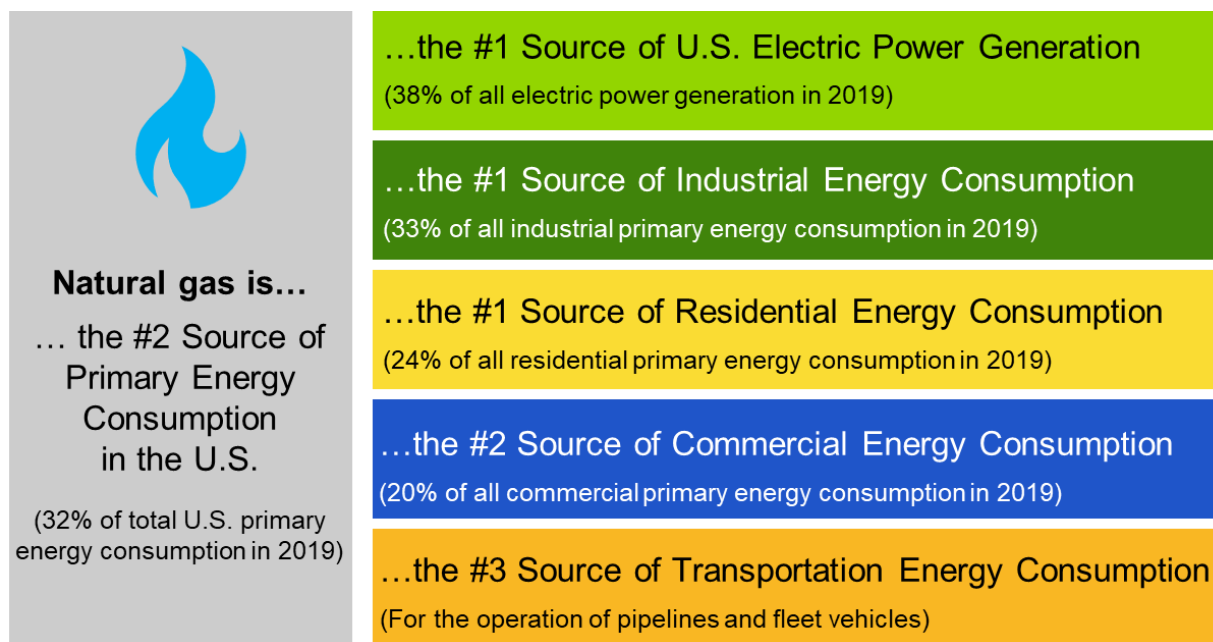 Natural gas is…
… the #2 Source of
Primary Energy
Consumption
in the U.S.
(32% of total U.S. primary
energy consumption in 2019)
…the #1 Source of U.S. Electric Power Generation
(38% of all electric power generation in 2019)
…the #1 Source of Industrial Energy Consumption
(33% of all industrial primary energy consumption in 2019)
…the #1 Source of Residential Energy Consumption
(24% of all residential primary energy consumption in 2019)
…the #2 Source of Commercial Energy Consumption
(20% of all commercial primary energy consumption in 2019)
…the #3 Source of Transportation Energy Consumption
(For the operation of pipelines and fleet vehicles)